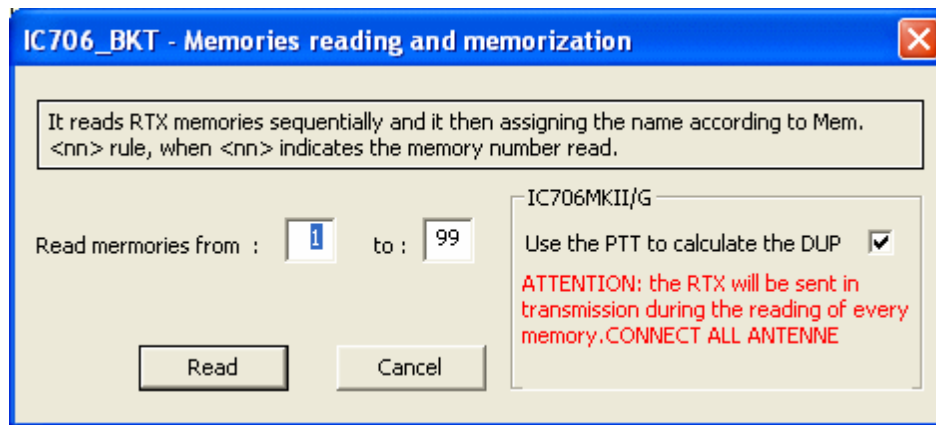 IC706_BKT - Memories reading and memorization
It reads RTX memories sequentially and it then assigning the name according to Mem.
<nn> rule, when <nn> indicates the memory number read.
IC706MKII/G
Read mermories from : 1 to : 99
Use the PTT to calculate the DUP
ATTENTION: the RTX will be sent in
transmission during the reading of every
memory.CONNECT ALL ANTENNE
Read Cancel